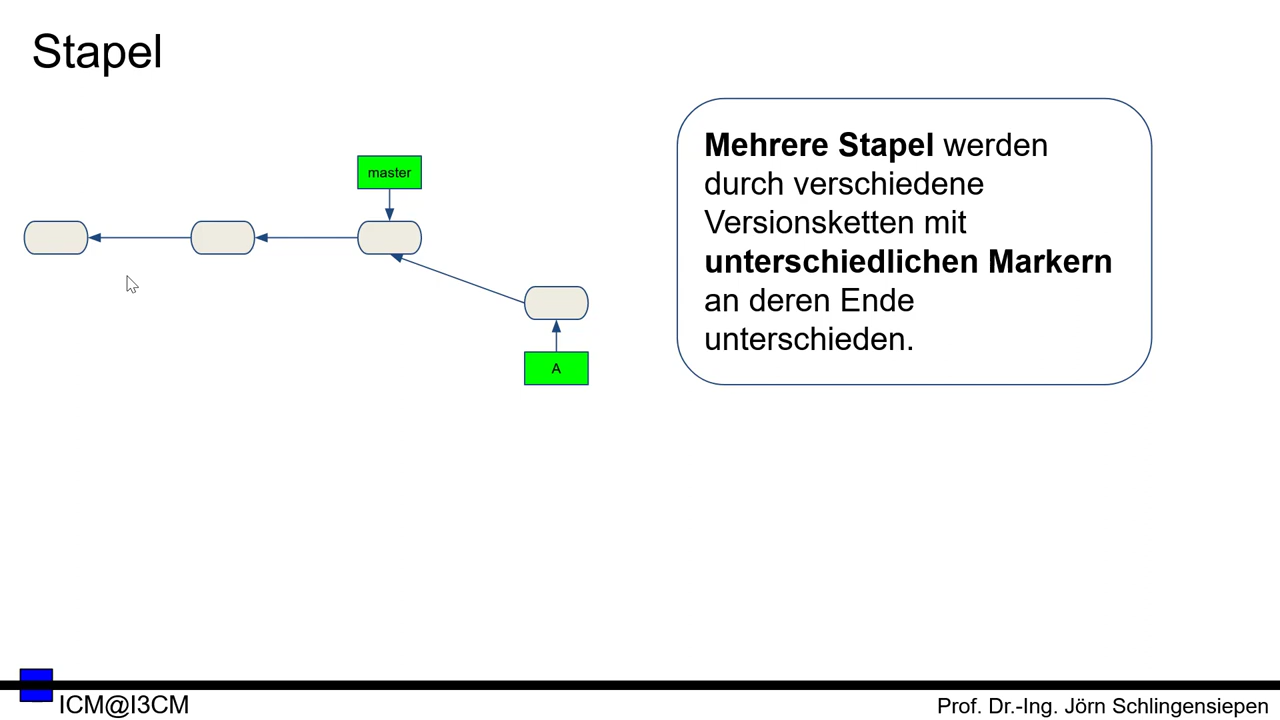 Stapel
master
A
Mehrere Stapel werden
durch verschiedene
Versionsketten mit
unterschiedlichen Markern
an deren Ende
unterschieden.
ICM@I3CM
Prof. Dr.-Ing. Jörn Schlingensiepen